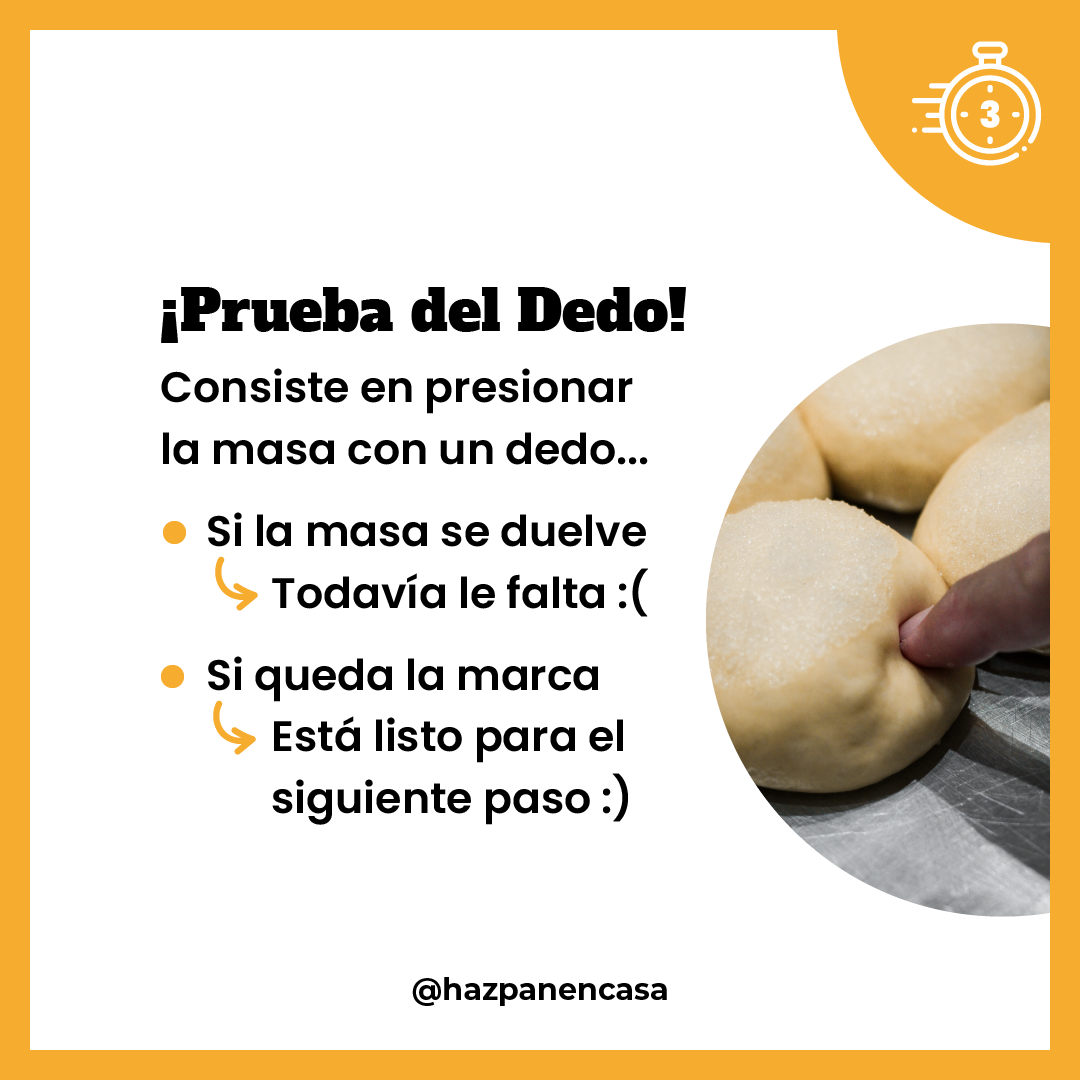 3
¡Prueba del Dedo!
Consiste en presionar
la masa con un dedo...
Si la masa se duelve
Todavía le falta :(
Si queda la marca
Está listo para el
siguiente paso :)
@hazpanencasa